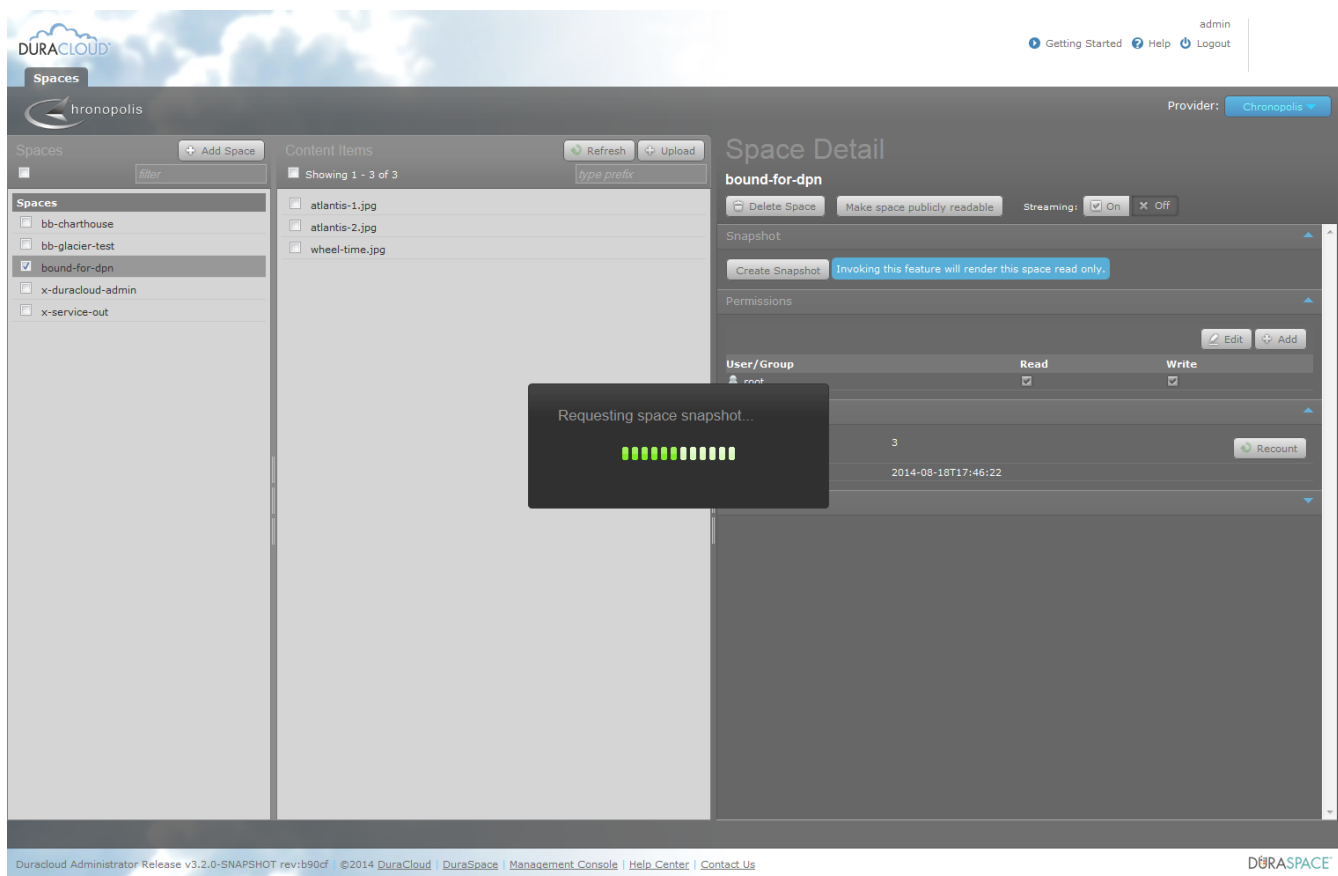 admin
DURACLOUD
Getting Started Help Logout
Spaces
hronopolis
Provider: Chronopolis
Spaces
Add Space
filter
Content Items
Refresh Upload
Showing 1 - 3 of 3
type prefix
Space Detail
bound-for-dpn
Delete Space Make space publicly readable Streaming: On Off
Spaces
bb-charthouse
bb-glacier-test
bound-for-dpn
x-duracloud-admin
x-service-out
atlantis-1.jpg
atlantis-2.jpg
wheel-time.jpg
Snapshot
Create Snapshot Invoking this feature will render this space read only.
Permissions
Edit Add
User/Group Read Write
root
Requesting space snapshot...
3
Recount
2014-08-18T17:46:22
Duracloud Administrator Release v3.2.0-SNAPSHOT rev:b90cf | ©2014 DuraCloud | DuraSpace | Management Console | Help Center | Contact Us
DURASPACE